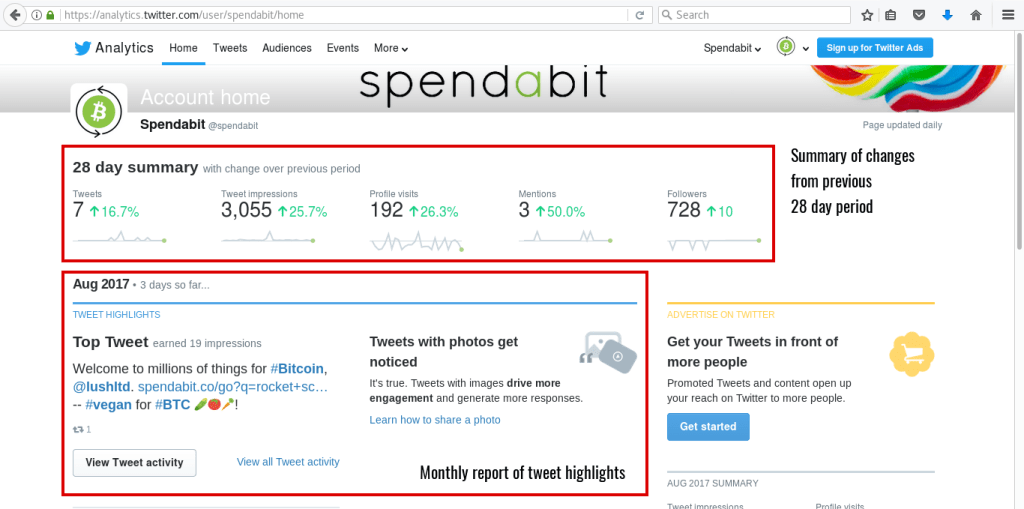 https://analytics.twitter.com/user/spendabit/home
Search
Analytics Home Tweets Audiences Events More
Spendabit
Sign up for Twitter Ads
spendabit
Account home
Spendabit @spendabit
Page updated daily
28 day summary with change over previous period
Tweets
7 16.7%
Tweet impressions
3,055 25.7%
Profile visits
192 26.3%
Mentions
3 50.0%
Followers
728 10
Summary of changes
from previous
28 day period
Aug 2017 • 3 days so far...
TWEET HIGHLIGHTS
Top Tweet earned 19 impressions
Welcome to millions of things for #Bitcoin,
@lushltd. spendabit.co/go?q=rocket+sc…
-- #vegan for #BTC 🥒🍅🥕!
1
View Tweet activity
View all Tweet activity
Tweets with photos get
noticed
It's true. Tweets with images drive more
engagement and generate more responses.
Learn how to share a photo
Monthly report of tweet highlights
ADVERTISE ON TWITTER
Get your Tweets in front of
more people
Promoted Tweets and content open up
your reach on Twitter to more people.
Get started
AUG 2017 SUMMARY
Tweet impressions
Profile visits